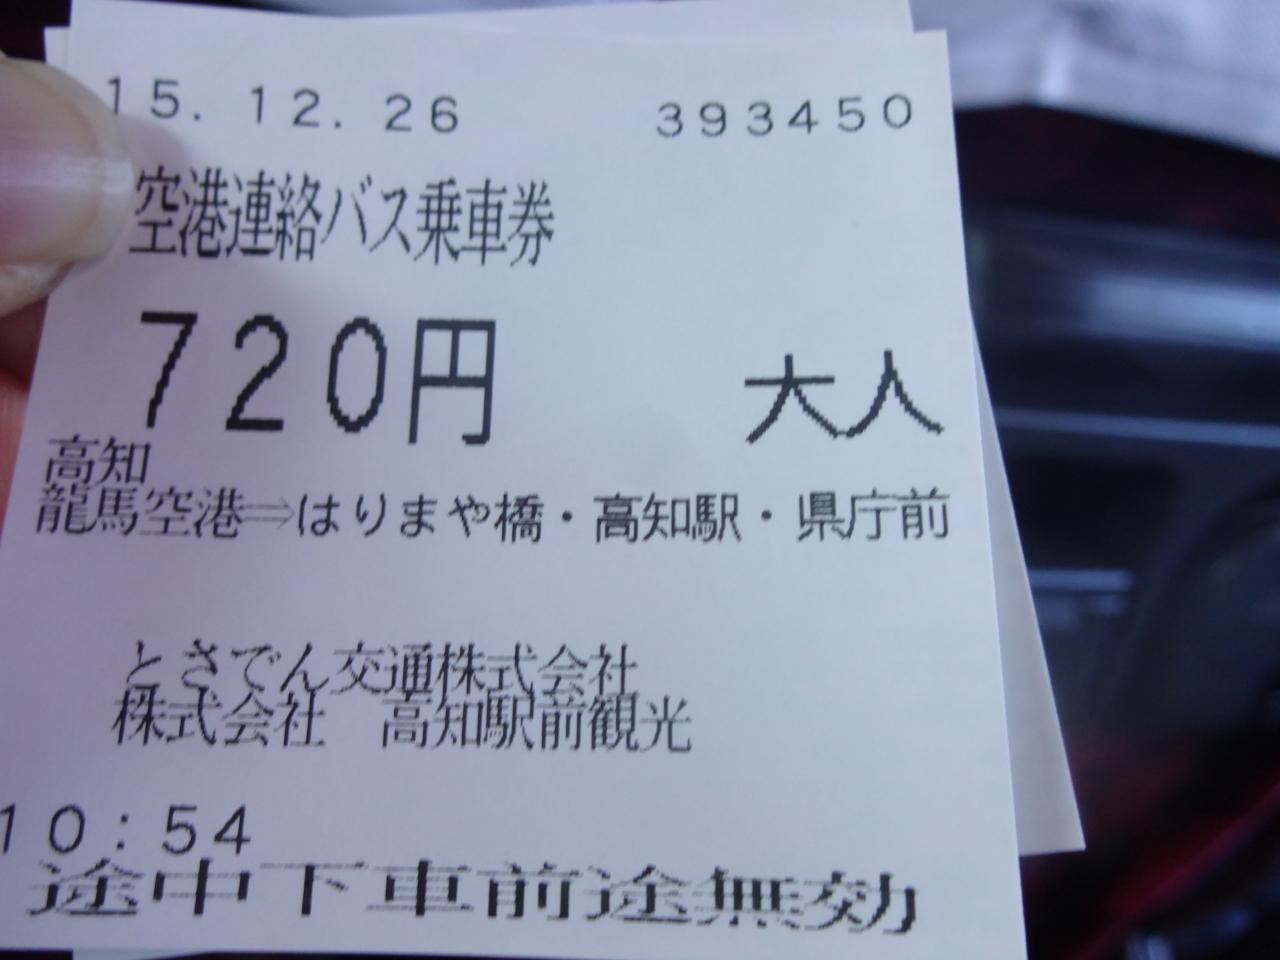 15.12.26 393450
空港連絡バス乗車券
720円 大人
高知
龍馬空港⇒はりまや橋・高知駅・県庁前
とさでん交通株式会社
株式会社 高知駅前観光
10:54
途中下車前途無効